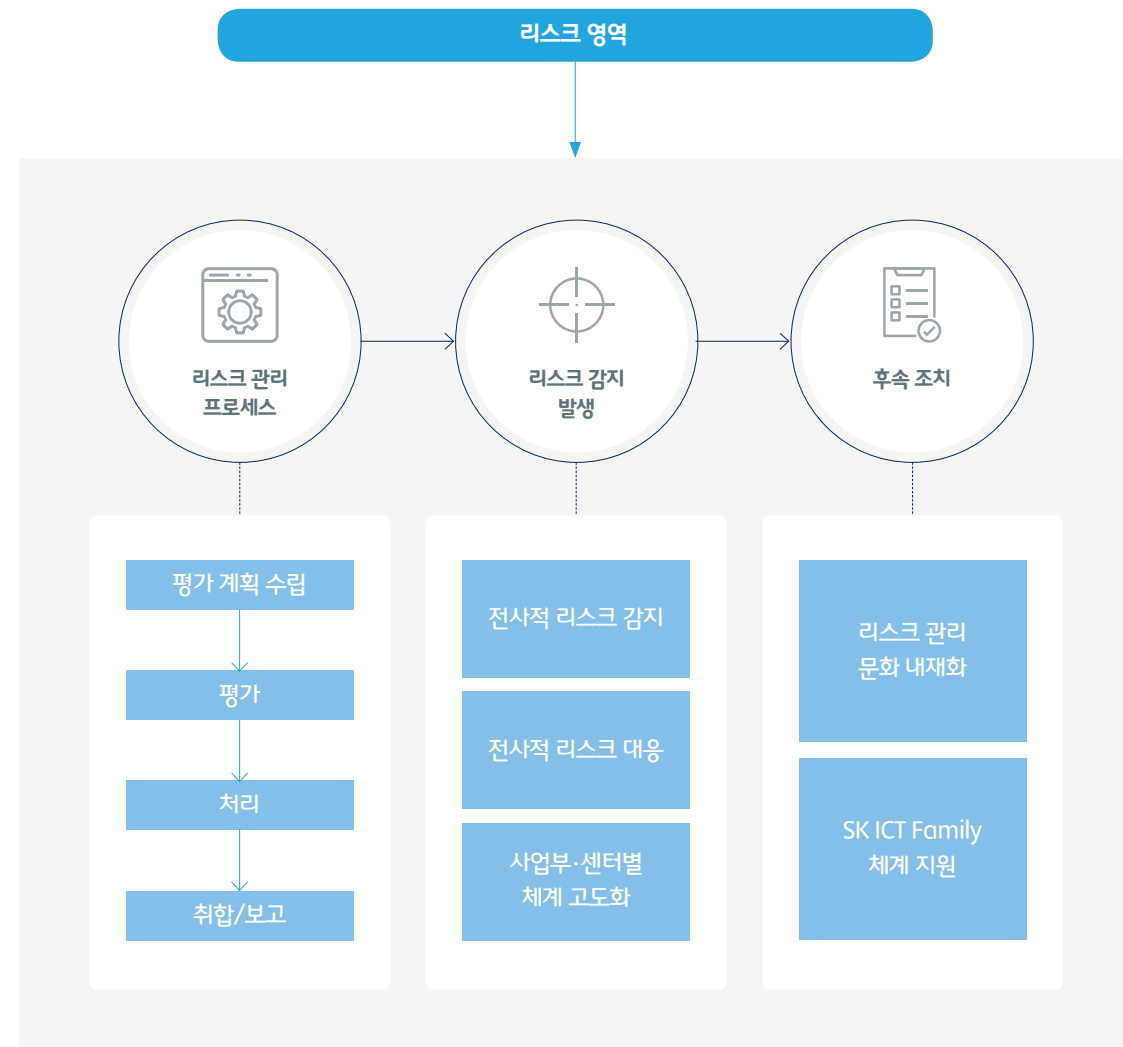 리스크 영역
리스크 관리
프로세스
리스크 감지
발생
후속 조치
평가 계획 수립
평가
처리
취합/보고
전사적 리스크 감지
전사적 리스크 대응
사업부·센터별
체계 고도화
리스크 관리
문화 내재화
SK ICT Family
체계 지원